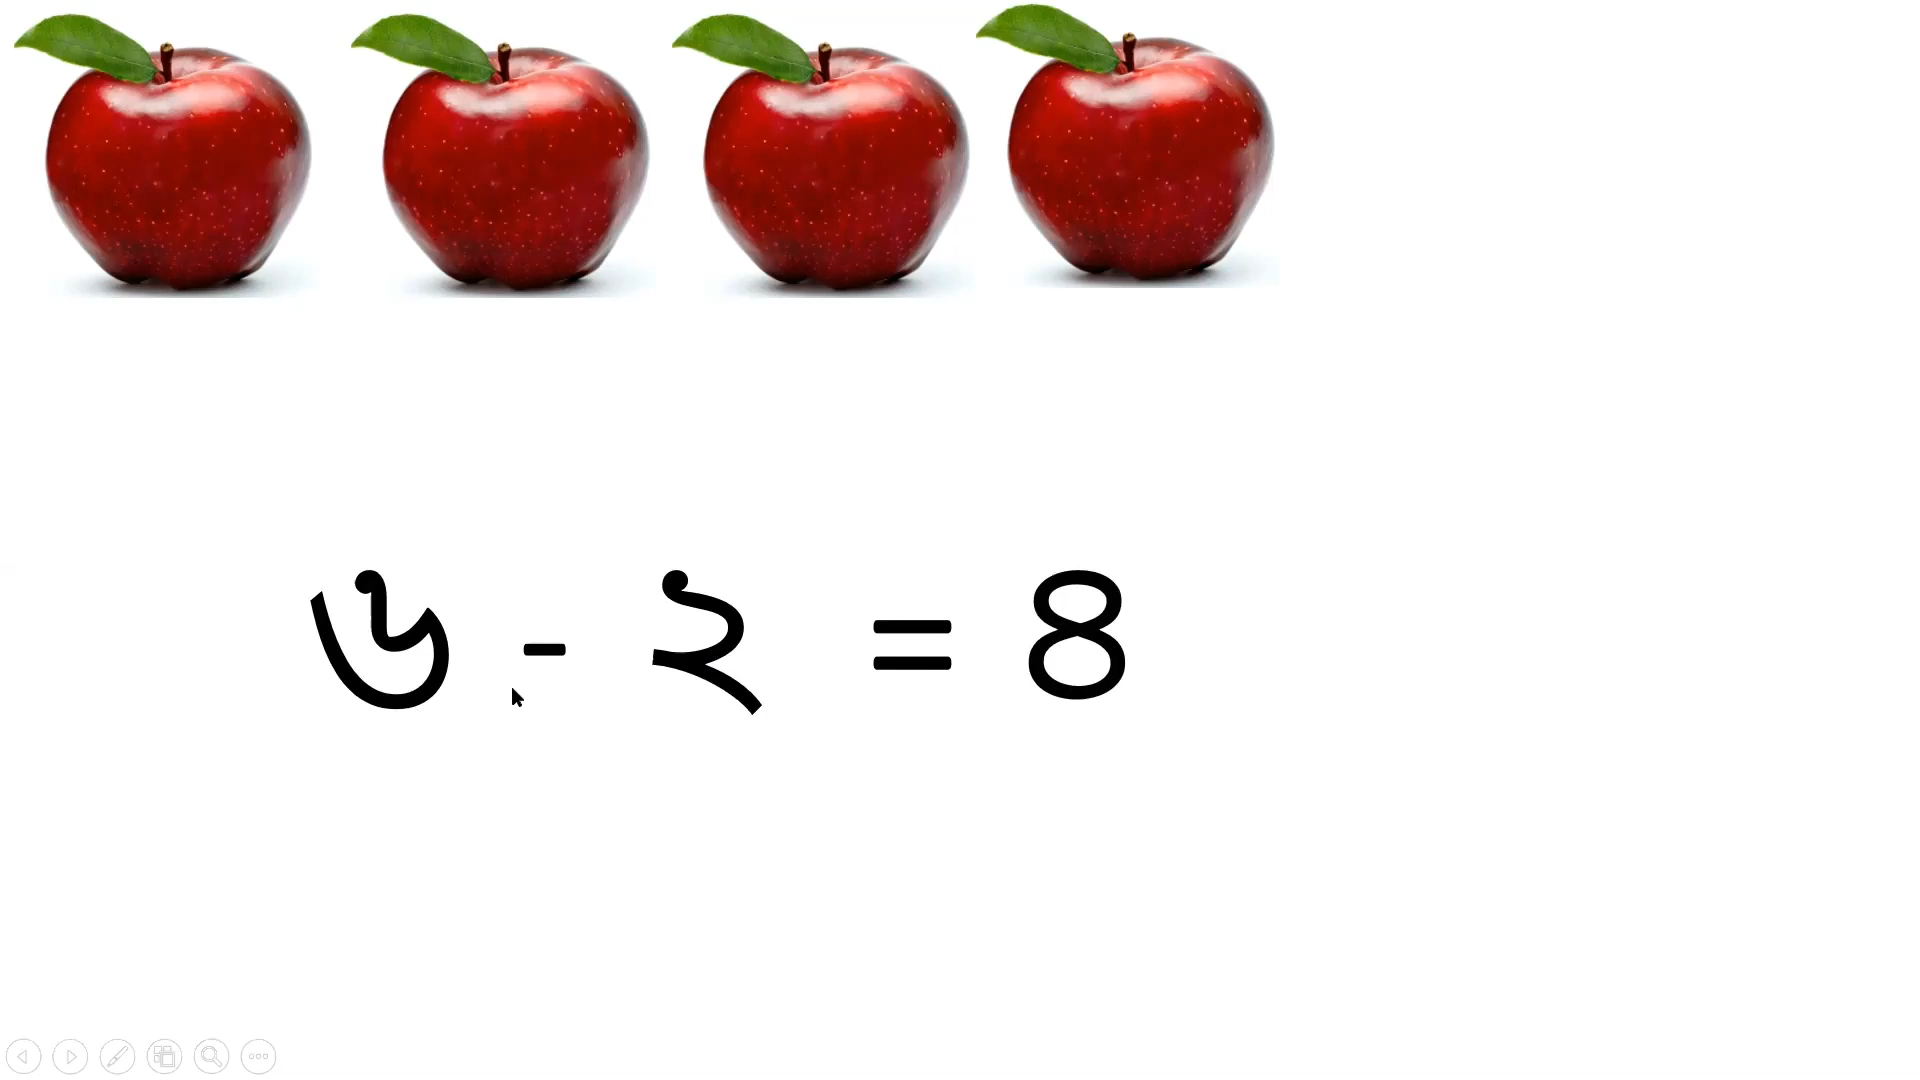 ৬ - ২ = ৪